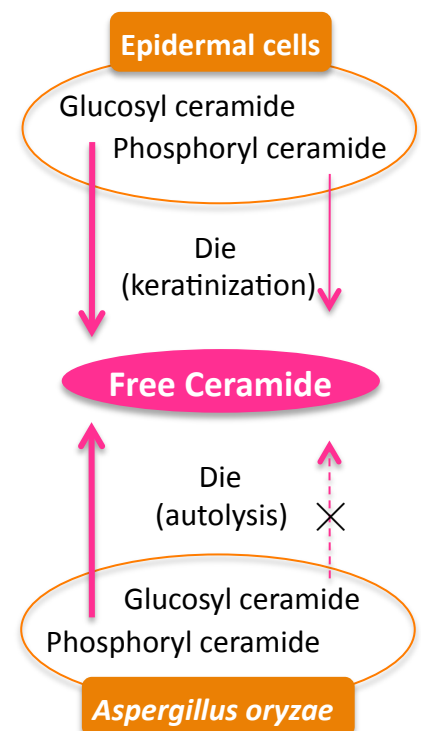 Epidermal cells
Glucosyl ceramide
Phosphoryl ceramide
Die
(keratinization)
Free Ceramide
Die
(autolysis)
Glucosyl ceramide
Phosphoryl ceramide
Aspergillus oryzae